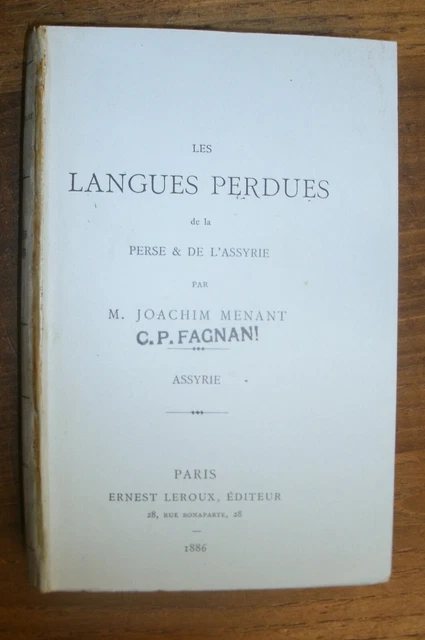 LES
LANGUES PERDUES
de la
PERSE & DE L'ASSYRIE
PAR
M. JOACHIM MENANT
C.P. FAGNANI
ASSYRIE
PARIS
ERNEST LEROUX, ÉDITEUR
28, RUE BONAPARTE, 28
—
1886